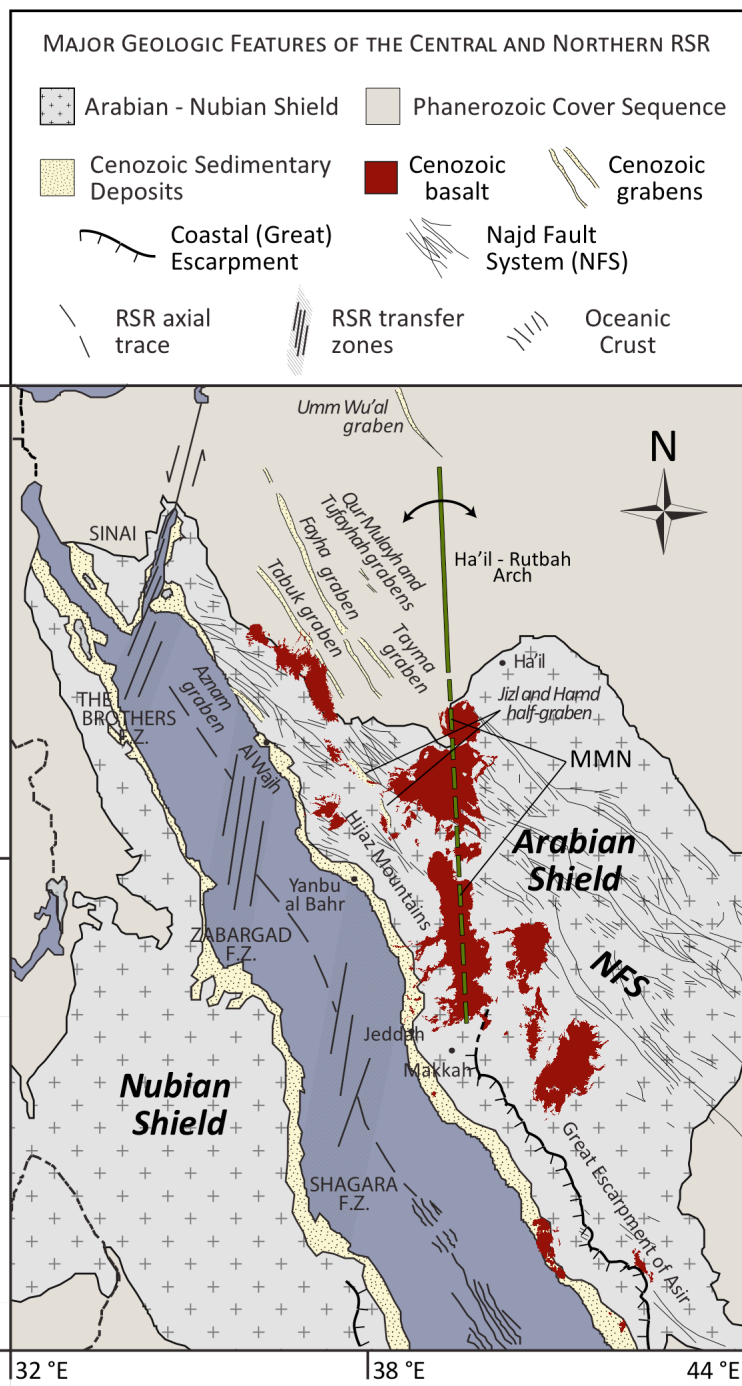 MAJOR GEOLOGIC FEATURES OF THE CENTRAL AND NORTHERN RSR
Arabian - Nubian Shield
Phanerozoic Cover Sequence
Cenozoic Sedimentary
Deposits
Cenozoic
basalt
Cenozoic
grabens
Coastal (Great)
Escarpment
Najd Fault
System (NFS)
RSR axial
trace
RSR transfer
zones
Oceanic
Crust
Umm Wu'al
graben
N
SINAI
Qur Mulayh and
Tufayhah grabens
Fayha graben
Tabuk graben
Tayma
graben
Ha'il - Rutbah
Arch
Ha'il
Jizl and Hamd
half-graben
Aznam
graben
THE
BROTHERS
F.Z.
Al Wajh
MMN
Arabian
Shield
Hijaz Mountains
Yanbu
al Bahr
ZABARGAD
F.Z.
NFS
Jeddah
Makkah
Nubian
Shield
Great Escarpment of Asir
SHAGARA
F.Z.
32 °E
38 °E
44 °E